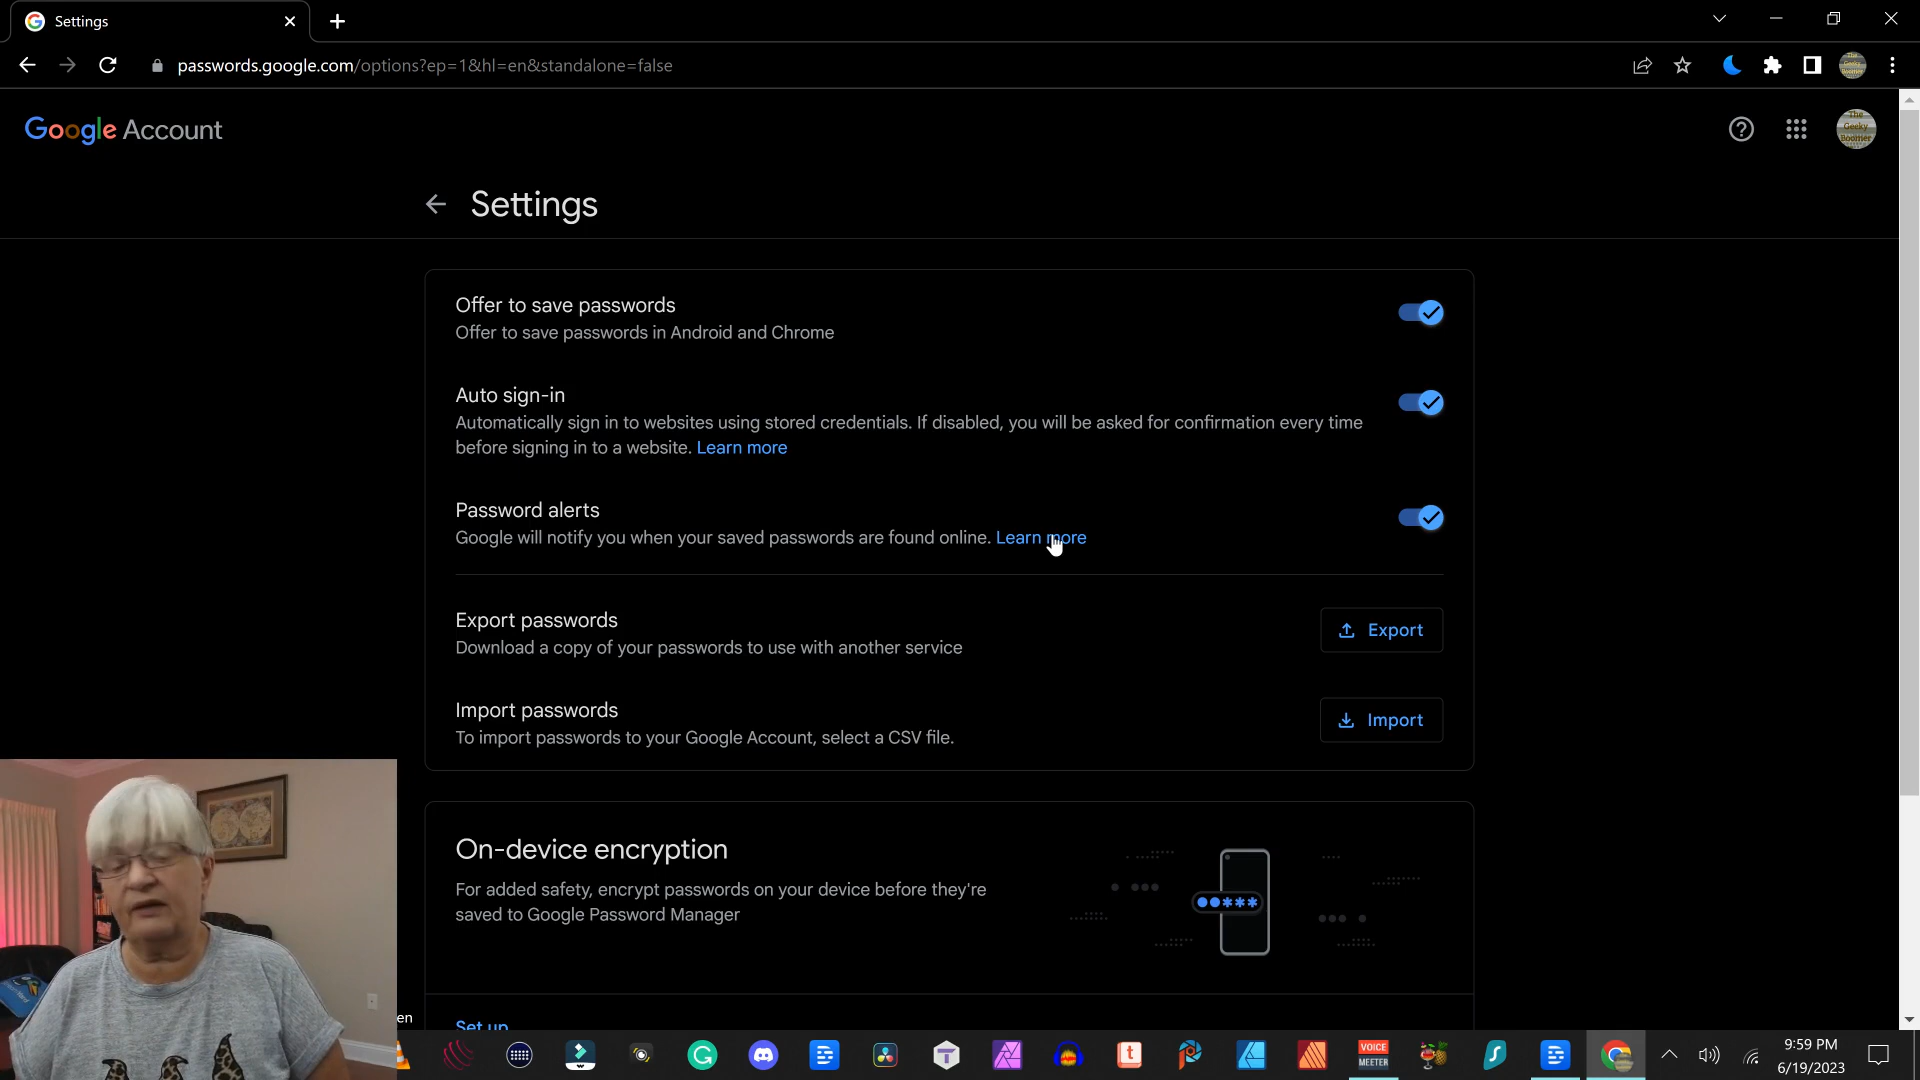 Settings
passwords.google.com/options?ep=1&hl=en&standalone=false
Google Account
The Geeky Boomer
Settings
Offer to save passwords
Offer to save passwords in Android and Chrome
Auto sign-in
Automatically sign in to websites using stored credentials. If disabled, you will be asked for confirmation every time
before signing in to a website. Learn more
Password alerts
Google will notify you when your saved passwords are found online. Learn more
Export passwords
Download a copy of your passwords to use with another service
Export
Import passwords
To import passwords to your Google Account, select a CSV file.
Import
On-device encryption
For added safety, encrypt passwords on your device before they're
saved to Google Password Manager
Set up
en
VOICE
MEETER
9:59 PM
6/19/2023